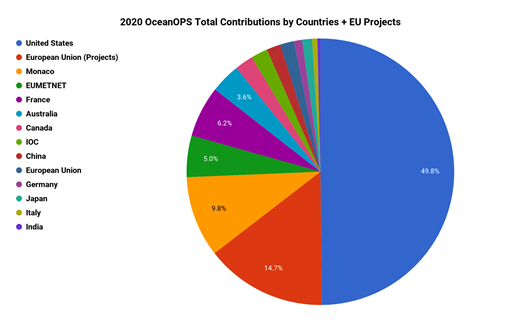 2020 OceanOPS Total Contributions by Countries + EU Projects
United States
European Union (Projects)
Monaco
EUMETNET
France
Australia
Canada
IOC
China
European Union
Germany
Japan
Italy
India
3.6%
6.2%
5.0%
9.8%
14.7%
49.8%